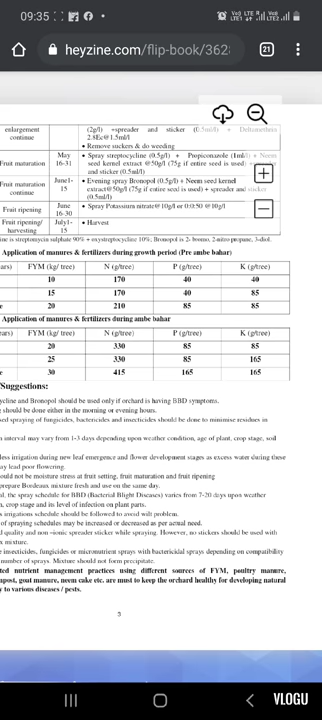 09:35
Vo) LTE LTE1 Vo) LTE2
heyzine.com/flip-book/362
21
enlargement continue
(2g/l) +spreader and sticker (0.5ml/l) + Deltamethrin 2.8Ec@1.5ml/l
• Remove suckers & do weeding
Fruit maturation
May 16-31
• Spray streptocycline (0.5g/l) + Propiconazole (1ml/l) + Neem seed kernel extract @50g/l (75g if entire seed is used) + spreader and sticker (0.5ml/l)
Fruit maturation continue
June1-15
• Evening spray Bronopol (0.5g/l) + Neem seed kernel extract@50g/l (75g if entire seed is used) + spreader and sticker (0.5ml/l)
Fruit ripening
June 16-30
• Spray Potassium nitrate@10g/l or 0:0:50 @10g/l
Fruit ripening/ harvesting
July1-15
• Harvest
ine is streptomycin sulphate 90% + oxystreptocycline 10%; Bronopol is 2- bromo, 2-nitro propane, 3-diol.
Application of manures & fertilizers during growth period (Pre ambe bahar)
ears) FYM (kg/ tree) N (g/tree) P (g/tree) K (g/tree)
10 170 40 40
15 170 40 85
e 20 210 85 85
Application of manures & fertilizers during ambe bahar
ears) FYM (kg/ tree) N (g/tree) P (g/tree) K (g/tree)
20 330 85 85
25 330 85 165
e 30 415 165 165
/Suggestions:
cycline and Bronopol should be used only if orchard is having BBD symptoms.
g should be done either in the morning or evening hours.
sed spraying of fungicides, bactericides and insecticides should be done to minimise residues in
n interval may vary from 1-3 days depending upon weather condition, age of plant, crop stage, soil
less irrigation during new leaf emergence and flower development stages as excess water during these
ay lead poor flowering.
ould not be moisture stress at fruit setting, fruit maturation and fruit ripening
prepare Bordeaux mixture fresh and use on the same day.
al, the spray schedule for BBD (Bacterial Blight Disease) varies from 7-20 days upon weather
n, crop stage and its level of infection on plant parts.
s irrigations schedule should be followed to avoid wilt problem.
of spraying schedules may be increased or decreased as per actual need.
d quality and non –ionic spreader sticker while spraying. However, no stickers should be used with
x mixture.
e insecticides, fungicides or micronutrient sprays with bactericidal sprays depending on compatibility
number of sprays. Mixture should not form precipitate.
ted nutrient management practices using different sources of FYM, poultry manure,
mpost, goat manure, neem cake etc. are must to keep the orchard healthy for developing natural
y to various diseases / pests.
3
VLOGU